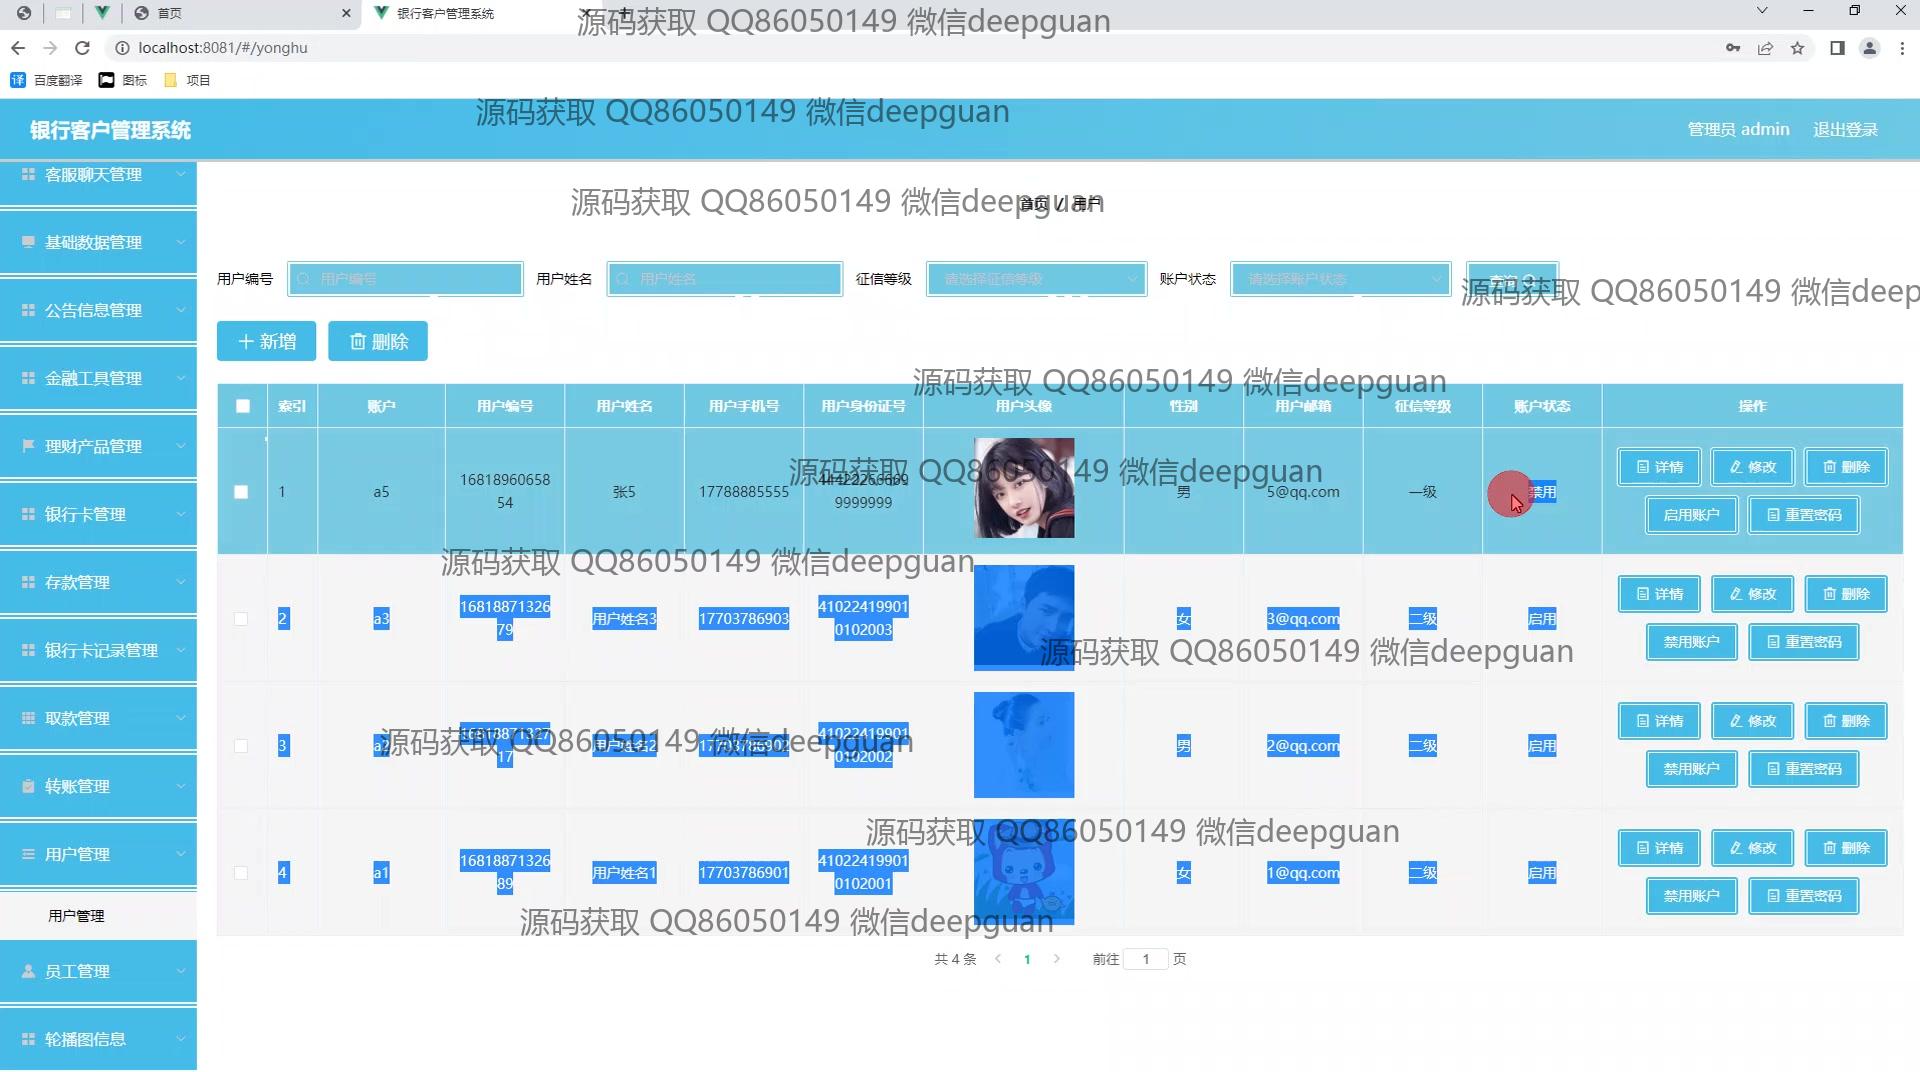 首页
银行客户管理系统
源码获取 QQ86050149 微信deepguan
localhost:8081/#/yonghu
百度翻译 图标 项目
源码获取 QQ86050149 微信deepguan
银行客户管理系统
管理员 admin 退出登录
客服聊天管理
基础数据管理
公告信息管理
金融工具管理
理财产品管理
银行卡管理
存款管理
银行卡记录管理
取款管理
转账管理
用户管理
用户管理
员工管理
轮播图信息
源码获取 QQ86050149 微信deepguan
首页 / 用户
用户编号 用户编号 用户姓名 用户姓名 征信等级 请选择征信等级 账户状态 请选择账户状态 查询
源码获取 QQ86050149 微信deep
新增 删除
源码获取 QQ86050149 微信deepguan
索引 账户 用户编号 用户姓名 用户手机号 用户身份证号 用户头像 性别 用户邮箱 征信等级 账户状态 操作
源码获取 QQ86050149 微信deepguan
1 a5 16818960658 张5 17788885555 男 5@qq.com 一级 禁用 详情 修改 删除
54 9999999 启用账户 重置密码
源码获取 QQ86050149 微信deepguan
2 a3 16818871326 用户姓名3 17703786903 41022419901 女 3@qq.com 二级 启用 详情 修改 删除
79 0102003 禁用账户 重置密码
源码获取 QQ86050149 微信deepguan
3 a2 16818871327 用户姓名2 17703786902 41022419901 男 2@qq.com 二级 启用 详情 修改 删除
17 0102002 禁用账户 重置密码
源码获取 QQ86050149 微信deepguan
源码获取 QQ86050149 微信deepguan
4 a1 16818871326 用户姓名1 17703786901 41022419901 女 1@qq.com 二级 启用 详情 修改 删除
89 0102001 禁用账户 重置密码
源码获取 QQ86050149 微信deepguan
共 4 条 1 前往 1 页